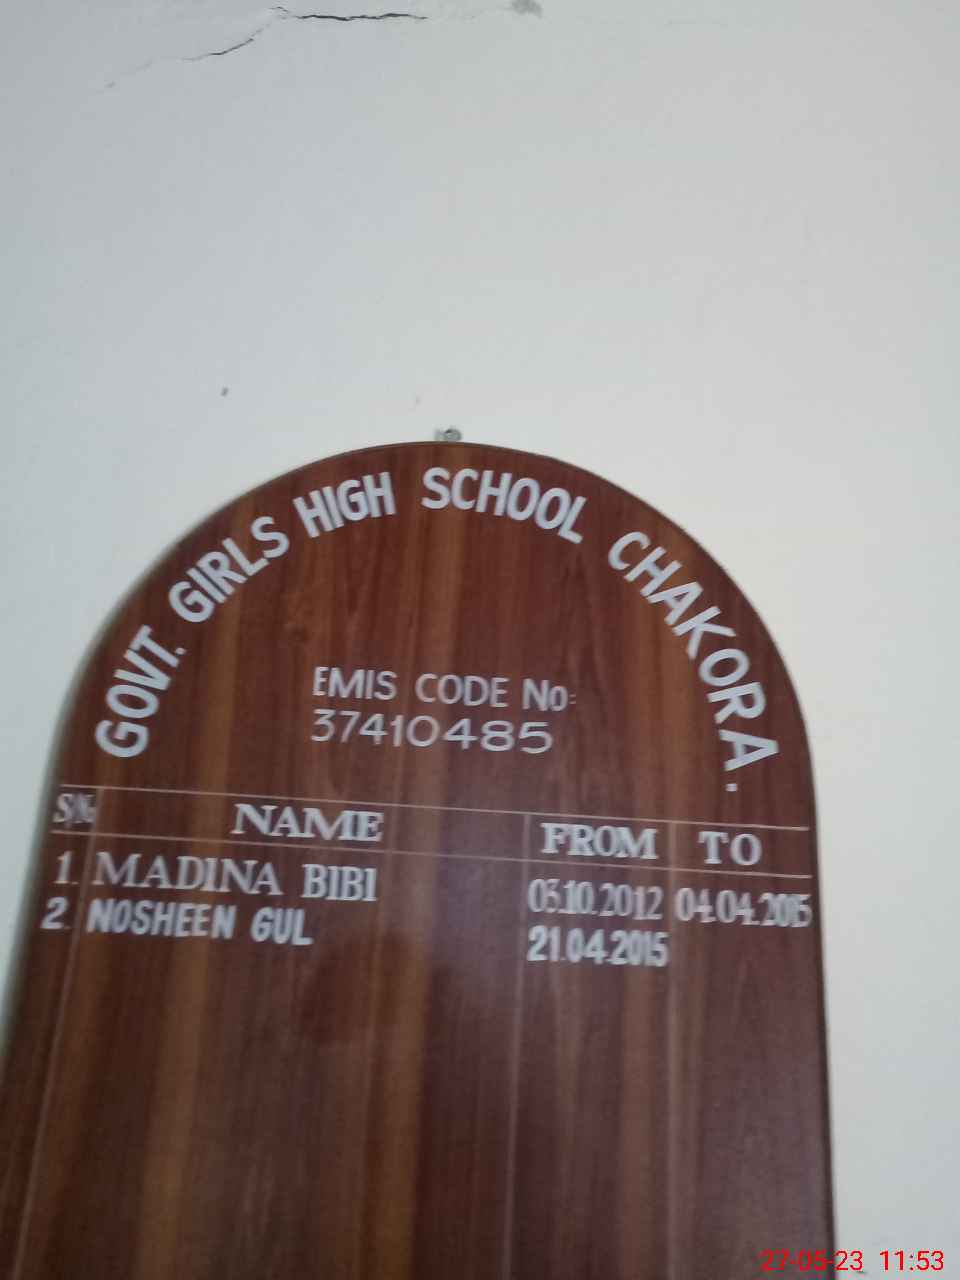 GOVT. GIRLS HIGH SCHOOL CHAKORA.
EMIS CODE No:
37410485
S/No NAME FROM TO
1. MADINA BIBI 03.10.2012 04.04.2015
2. NOSHEEN GUL 21.04.2015
27-05-23 11:53